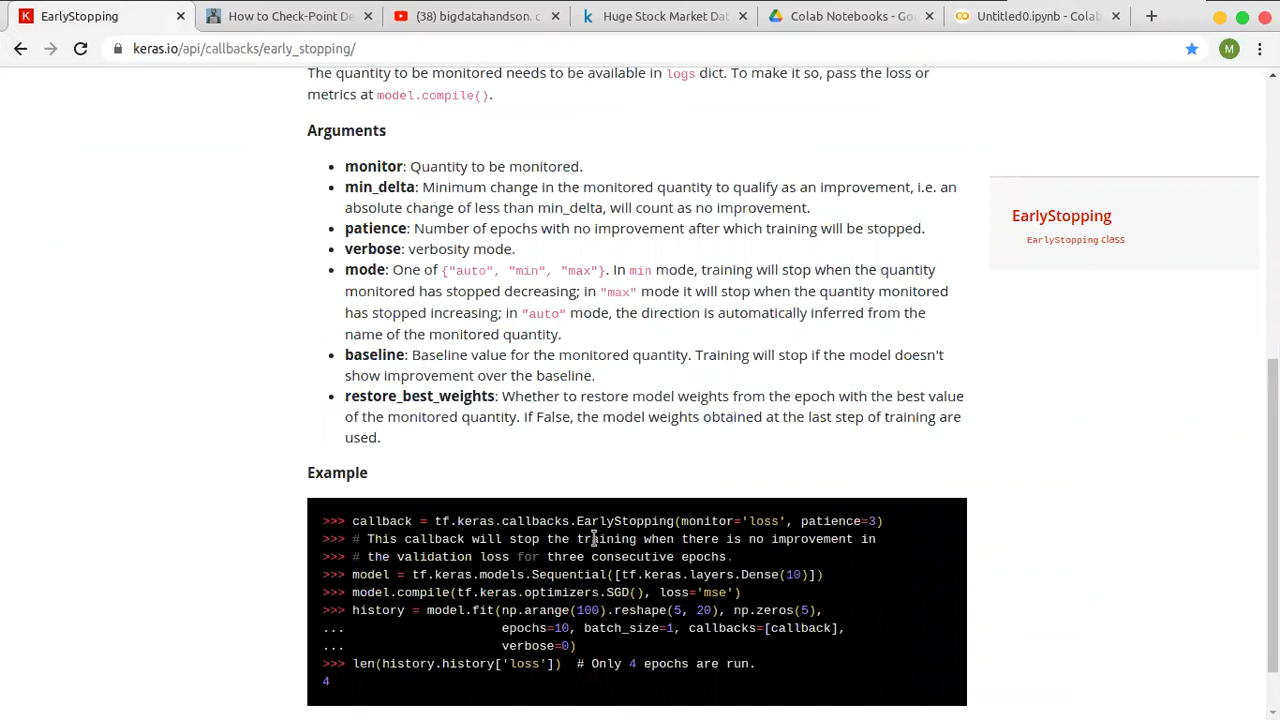 EarlyStopping
How to Check-Point De
(38) bigdatahandson. c
Huge Stock Market Dat
Colab Notebooks - Goo
Untitled0.ipynb - Colab
keras.io/api/callbacks/early_stopping/
M
The quantity to be monitored needs to be available in logs dict. To make it so, pass the loss or
metrics at model.compile().
Arguments
• monitor: Quantity to be monitored.
• min_delta: Minimum change in the monitored quantity to qualify as an improvement, i.e. an
absolute change of less than min_delta, will count as no improvement.
• patience: Number of epochs with no improvement after which training will be stopped.
• verbose: verbosity mode.
• mode: One of {"auto", "min", "max"}. In min mode, training will stop when the quantity
monitored has stopped decreasing; in "max" mode it will stop when the quantity monitored
has stopped increasing; in "auto" mode, the direction is automatically inferred from the
name of the monitored quantity.
• baseline: Baseline value for the monitored quantity. Training will stop if the model doesn't
show improvement over the baseline.
• restore_best_weights: Whether to restore model weights from the epoch with the best value
of the monitored quantity. If False, the model weights obtained at the last step of training are
used.
EarlyStopping
EarlyStopping class
Example
>>> callback = tf.keras.callbacks.EarlyStopping(monitor='loss', patience=3)
>>> # This callback will stop the training when there is no improvement in
>>> # the validation loss for three consecutive epochs.
>>> model = tf.keras.models.Sequential([tf.keras.layers.Dense(10)])
>>> model.compile(tf.keras.optimizers.SGD(), loss='mse')
>>> history = model.fit(np.arange(100).reshape(5, 20), np.zeros(5),
... epochs=10, batch_size=1, callbacks=[callback],
... verbose=0)
>>> len(history.history['loss']) # Only 4 epochs are run.
4